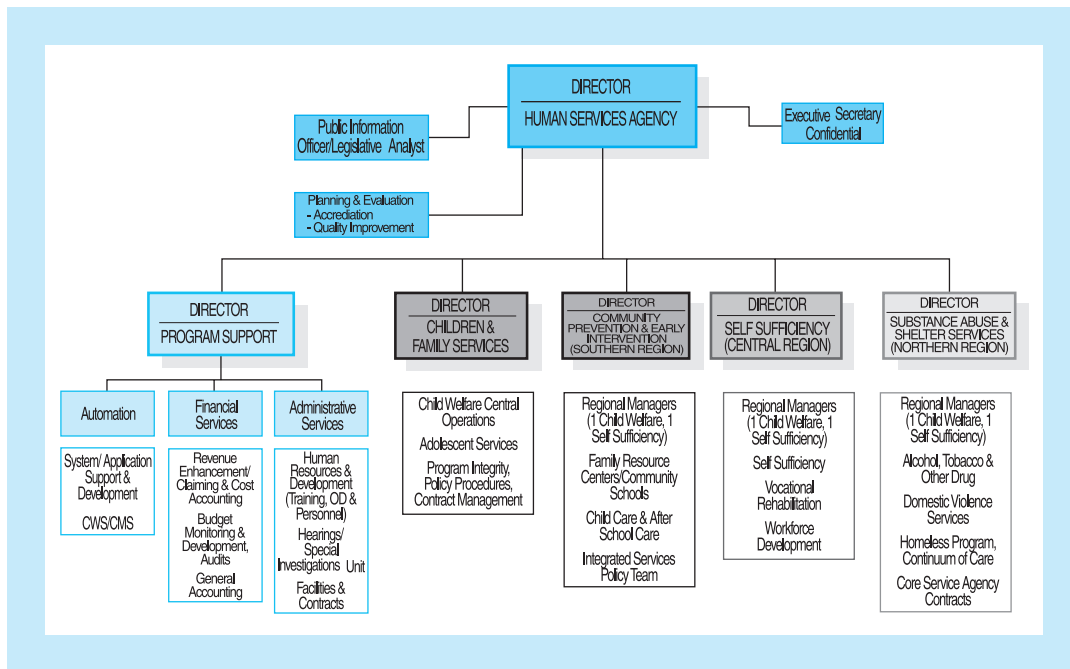 DIRECTOR
HUMAN SERVICES AGENCY
Public Information
Officer/Legislative Analyst
Executive Secretary
Confidential
Planning & Evaluation
- Accrediation
- Quality Improvement
DIRECTOR
PROGRAM SUPPORT
DIRECTOR
CHILDREN &
FAMILY SERVICES
DIRECTOR
COMMUNITY
PREVENTION & EARLY
INTERVENTION
(SOUTHERN REGION)
DIRECTOR
SELF SUFFICIENCY
(CENTRAL REGION)
DIRECTOR
SUBSTANCE ABUSE &
SHELTER SERVICES
(NORTHERN REGION)
Automation
Financial
Services
Administrative
Services
System/ Application
Support &
Development
CWS/CMS
Revenue
Enhancement/
Claiming & Cost
Accounting
Budget
Monitoring &
Development,
Audits
General
Accounting
Human
Resources &
Development
(Training, OD &
Personnel)
Hearings/
Special
Investigations Unit
Facilities &
Contracts
Child Welfare Central
Operations
Adolescent Services
Program Integrity,
Policy Procedures,
Contract Management
Regional Managers
(1 Child Welfare, 1
Self Sufficiency)
Family Resource
Centers/Community
Schools
Child Care & After
School Care
Integrated Services
Policy Team
Regional Managers
(1 Child Welfare, 1
Self Sufficiency)
Self Sufficiency
Vocational
Rehabilitation
Workforce
Development
Regional Managers
(1 Child Welfare, 1
Self Sufficiency)
Alcohol, Tobacco &
Other Drug
Domestic Violence
Services
Homeless Program,
Continuum of Care
Core Service Agency
Contracts